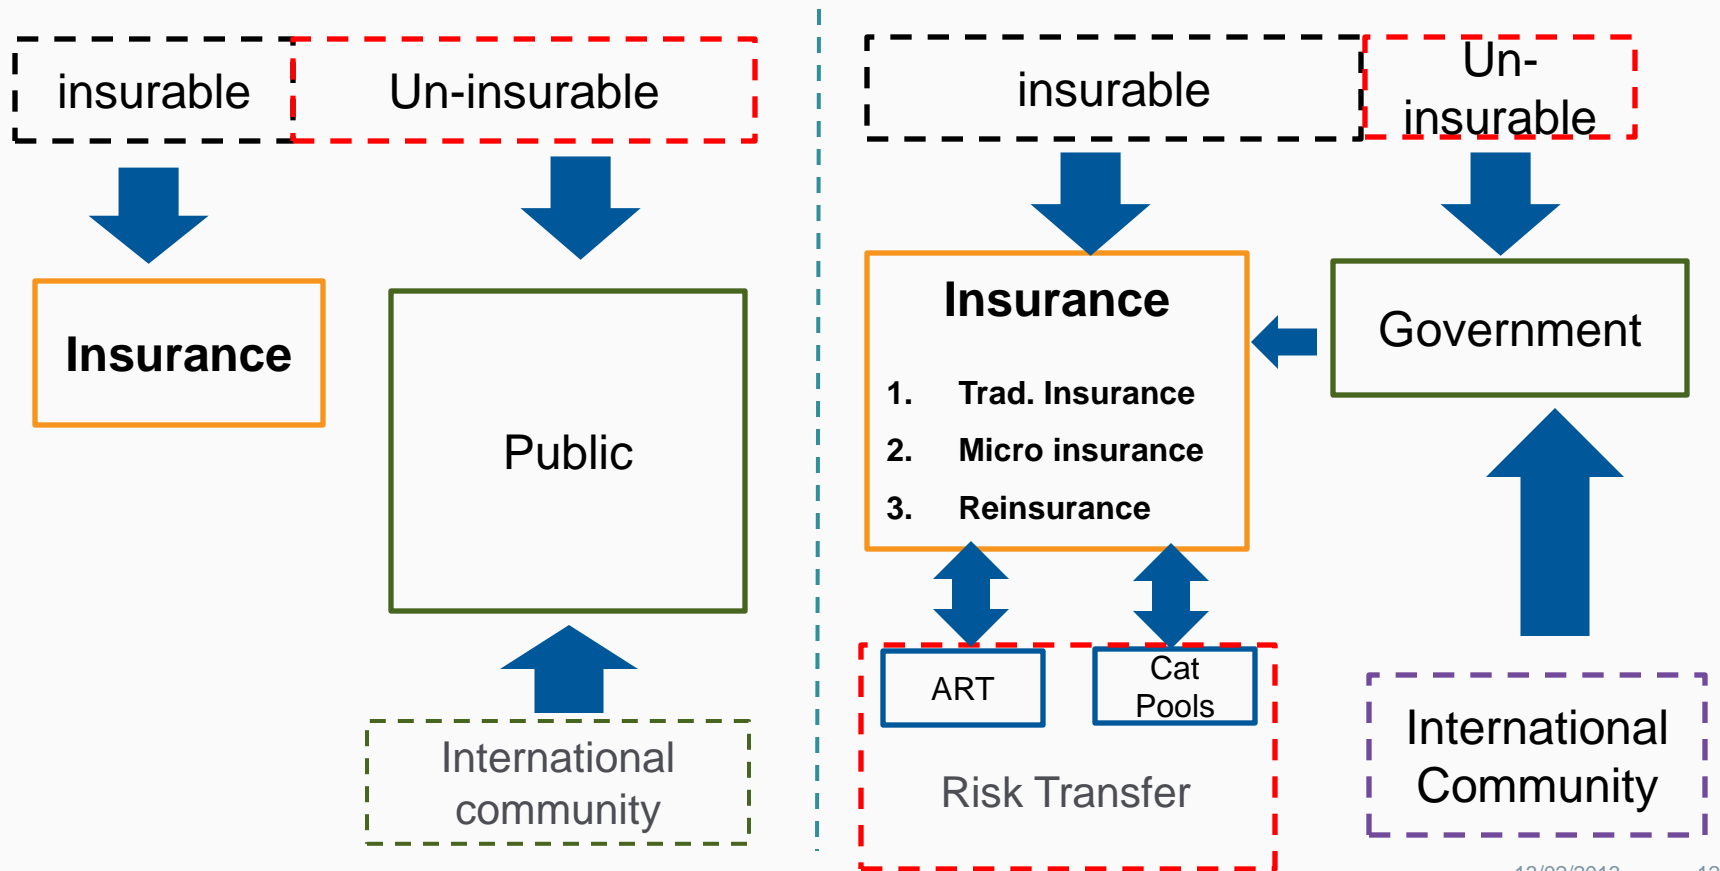 insurable
Un-insurable
Insurance
Public
International
community
insurable
Un-
insurable
Insurance
1. Trad. Insurance
2. Micro insurance
3. Reinsurance
Government
ART
Cat
Pools
Risk Transfer
International
Community